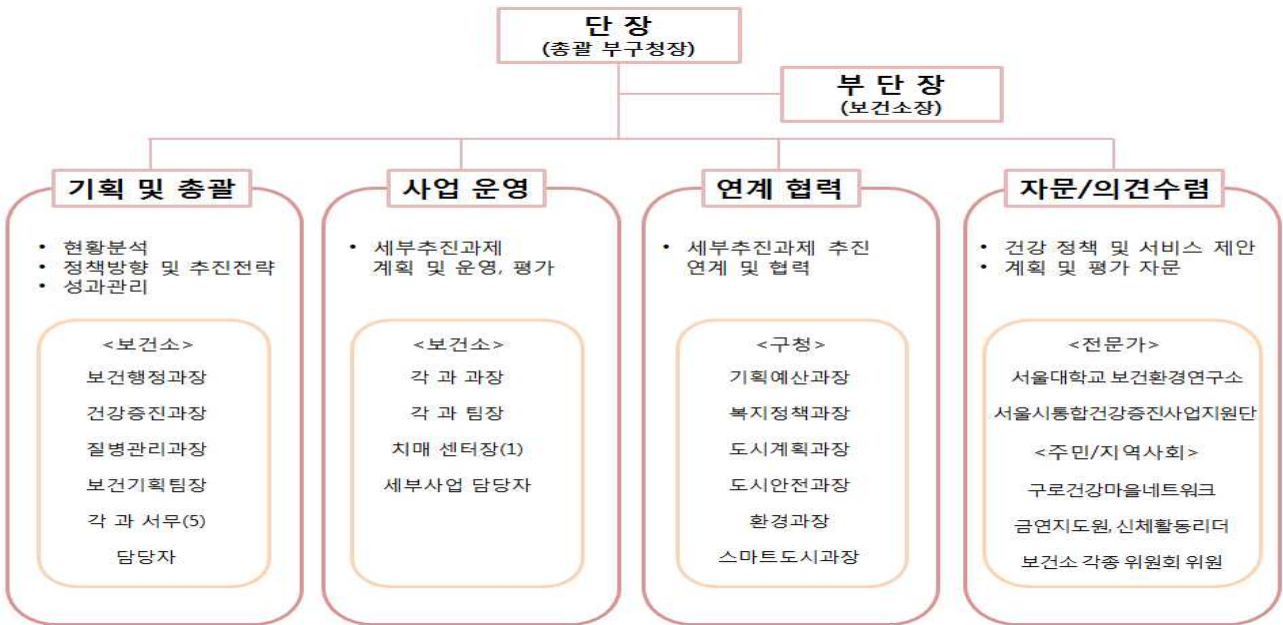 단 장
(총괄 부구청장)
부 단 장
(보건소장)
기획 및 총괄
• 현황분석
• 정책방향 및 추진전략
• 성과관리
<보건소>
보건행정과장
건강증진과장
질병관리과장
보건기획팀장
각 과 서무(5)
담당자
사업 운영
• 세부추진과제
계획 및 운영, 평가
<보건소>
각 과 과장
각 과 팀장
치매 센터장(1)
세부사업 담당자
연계 협력
• 세부추진과제 추진
연계 및 협력
<구청>
기획예산과장
복지정책과장
도시계획과장
도시안전과장
환경과장
스마트도시과장
자문/의견수렴
• 건강 정책 및 서비스 제안
• 계획 및 평가 자문
<전문가>
서울대학교 보건환경연구소
서울시통합건강증진사업지원단
<주민/지역사회>
구로건강마을네트워크
금연지도원, 신체활동리더
보건소 각종 위원회 위원